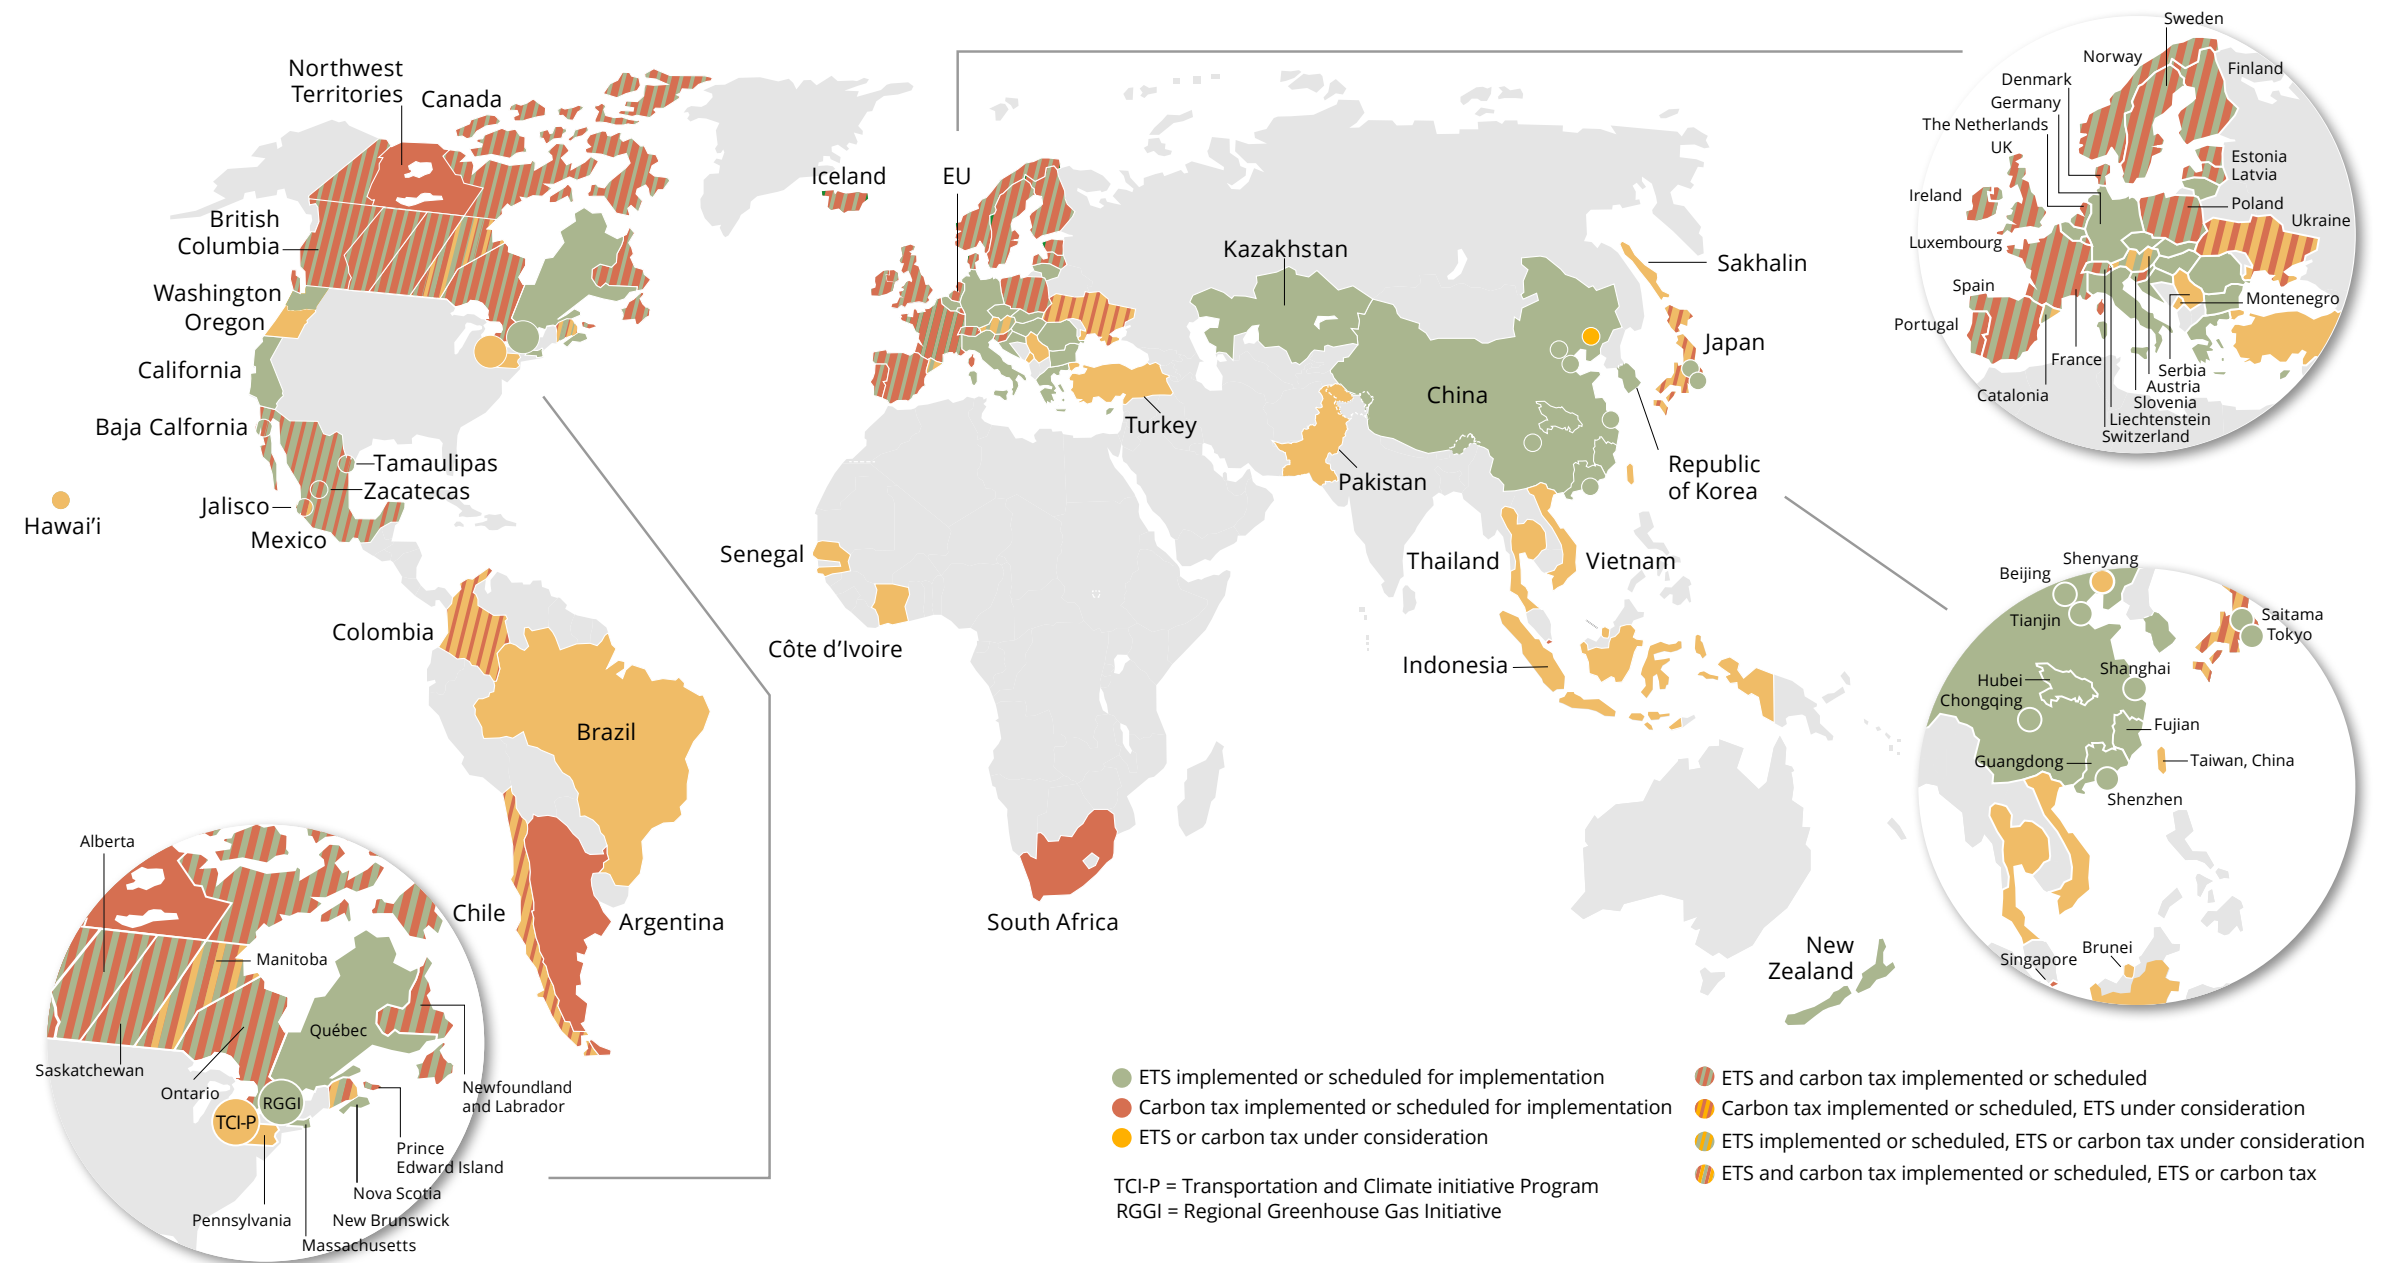 Northwest
Territories
Canada
British
Columbia
Washington
Oregon
California
Baja Calfornia
Tamaulipas
Zacatecas
Jalisco
Mexico
Hawai’i
Colombia
Brazil
Chile
Argentina
Iceland
EU
Kazakhstan
China
Turkey
Pakistan
Sakhalin
Japan
Republic
of Korea
Thailand
Vietnam
Indonesia
Senegal
Côte d’Ivoire
South Africa
New
Zealand
Sweden
Norway
Finland
Denmark
Germany
The Netherlands
UK
Estonia
Latvia
Ireland
Poland
Ukraine
Luxembourg
Spain
Montenegro
Portugal
France
Serbia
Catalonia
Austria
Slovenia
Liechtenstein
Switzerland
Shenyang
Beijing
Tianjin
Saitama
Tokyo
Shanghai
Hubei
Chongqing
Fujian
Guangdong
Taiwan, China
Shenzhen
Brunei
Singapore
Alberta
Manitoba
Québec
Saskatchewan
Ontario
Newfoundland
and Labrador
RGGI
TCI-P
Prince
Edward Island
Nova Scotia
Pennsylvania
New Brunswick
Massachusetts
ETS implemented or scheduled for implementation
Carbon tax implemented or scheduled for implementation
ETS or carbon tax under consideration
ETS and carbon tax implemented or scheduled
Carbon tax implemented or scheduled, ETS under consideration
ETS implemented or scheduled, ETS or carbon tax under consideration
ETS and carbon tax implemented or scheduled, ETS or carbon tax
TCI-P = Transportation and Climate initiative Program
RGGI = Regional Greenhouse Gas Initiative